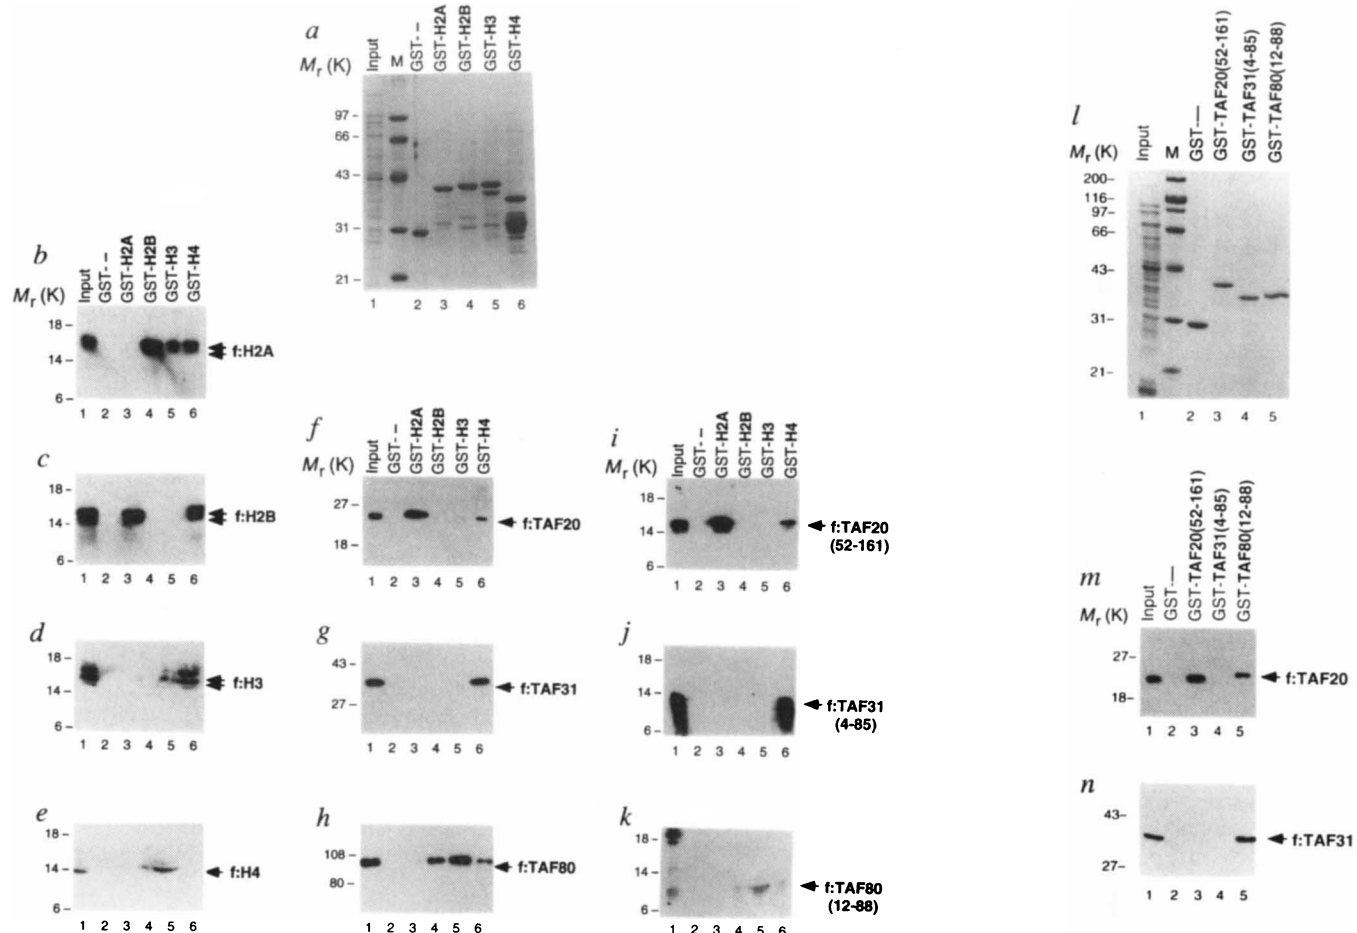 a
Mr (K)
Input
M
GST- –
GST-H2A
GST-H2B
GST-H3
GST-H4
97 –
66 –
43 –
31 –
21 –
1 2 3 4 5 6
b
Mr (K)
Input
GST- –
GST-H2A
GST-H2B
GST-H3
GST-H4
18 –
14 –
6 –
f:H2A
1 2 3 4 5 6
c
18 –
14 –
6 –
f:H2B
1 2 3 4 5 6
d
18 –
14 –
6 –
f:H3
1 2 3 4 5 6
e
18 –
14 –
6 –
f:H4
1 2 3 4 5 6
f
Mr (K)
Input
GST- –
GST-H2A
GST-H2B
GST-H3
GST-H4
27 –
18 –
f:TAF20
1 2 3 4 5 6
g
43 –
27 –
f:TAF31
1 2 3 4 5 6
h
108 –
80 –
f:TAF80
1 2 3 4 5 6
i
Mr (K)
Input
GST- –
GST-H2A
GST-H2B
GST-H3
GST-H4
18 –
14 –
6 –
f:TAF20
(52-161)
1 2 3 4 5 6
j
18 –
14 –
6 –
f:TAF31
(4-85)
1 2 3 4 5 6
k
18 –
14 –
6 –
f:TAF80
(12-88)
1 2 3 4 5 6
l
Mr (K)
Input
M
GST-—
GST-TAF20(52-161)
GST-TAF31(4-85)
GST-TAF80(12-88)
200–
116–
97–
66–
43–
31–
21–
1 2 3 4 5
m
Mr (K)
Input
GST-—
GST-TAF20(52-161)
GST-TAF31(4-85)
GST-TAF80(12-88)
27–
18–
f:TAF20
1 2 3 4 5
n
43–
27–
f:TAF31
1 2 3 4 5